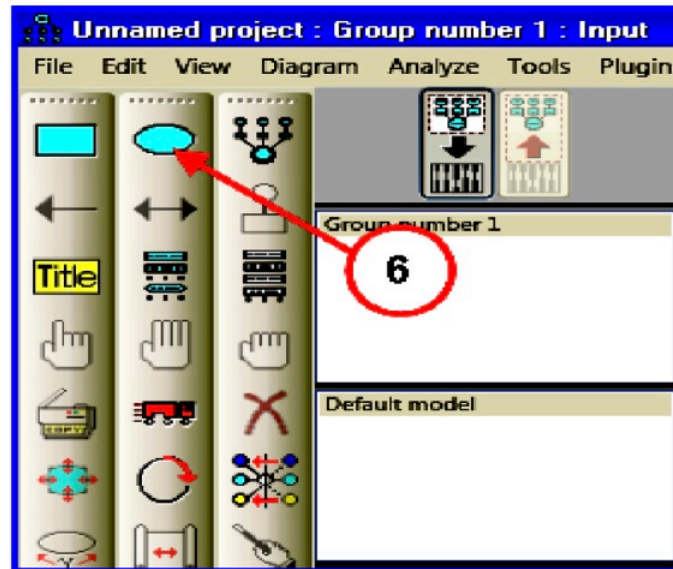 Unnamed project : Group number 1 : Input
File Edit View Diagram Analyze Tools Plugin
Group number 1
6
Title
Default model
COPY